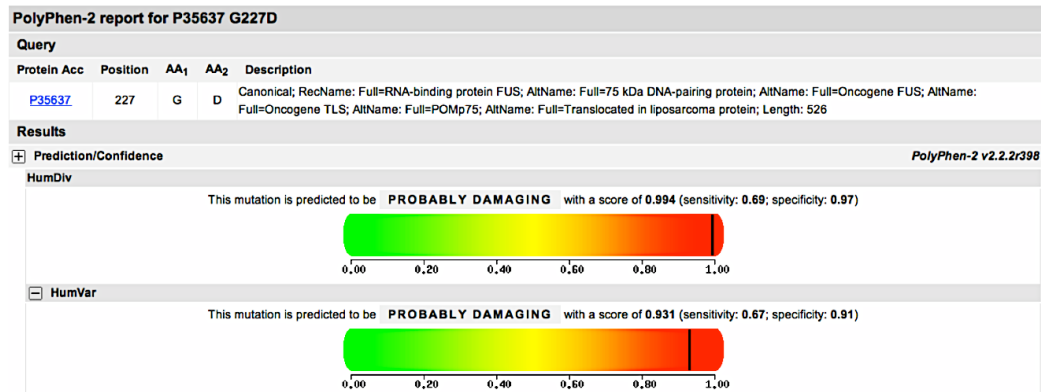 PolyPhen-2 report for P35637 G227D
Query
Protein Acc Position AA1 AA2 Description
P35637 227 G D Canonical; RecName: Full=RNA-binding protein FUS; AltName: Full=75 kDa DNA-pairing protein; AltName: Full=Oncogene FUS; AltName:
Full=Oncogene TLS; AltName: Full=POMp75; AltName: Full=Translocated in liposarcoma protein; Length: 526
Results
+ Prediction/Confidence PolyPhen-2 v2.2.2r398
HumDiv
This mutation is predicted to be PROBABLY DAMAGING with a score of 0.994 (sensitivity: 0.69; specificity: 0.97)
0.00 0.20 0.40 0.60 0.80 1.00
− HumVar
This mutation is predicted to be PROBABLY DAMAGING with a score of 0.931 (sensitivity: 0.67; specificity: 0.91)
0.00 0.20 0.40 0.60 0.80 1.00